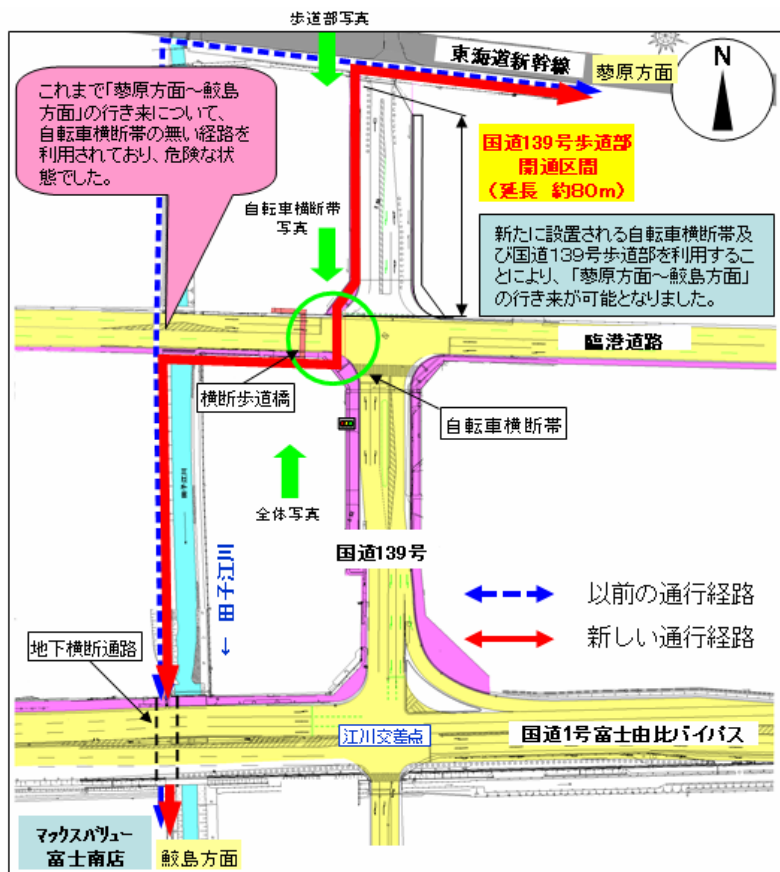 歩道部写真
東海道新幹線
蓼原方面
N
これまで「蓼原方面～鮫島
方面」の行き来について、
自転車横断帯の無い経路を
利用されており、危険な状
態でした。
国道139号歩道部
開通区間
(延長 約80m)
自転車横断帯
写真
新たに設置される自転車横断帯及
び国道139号歩道部を利用するこ
とにより、「蓼原方面～鮫島方面」
の行き来が可能となりました。
臨港道路
横断歩道橋
自転車横断帯
田子江川
全体写真
国道139号
← 田子江川
以前の通行経路
新しい通行経路
地下横断通路
江川交差点
国道1号富士由比バイパス
マックスバリュー
富士南店
鮫島方面